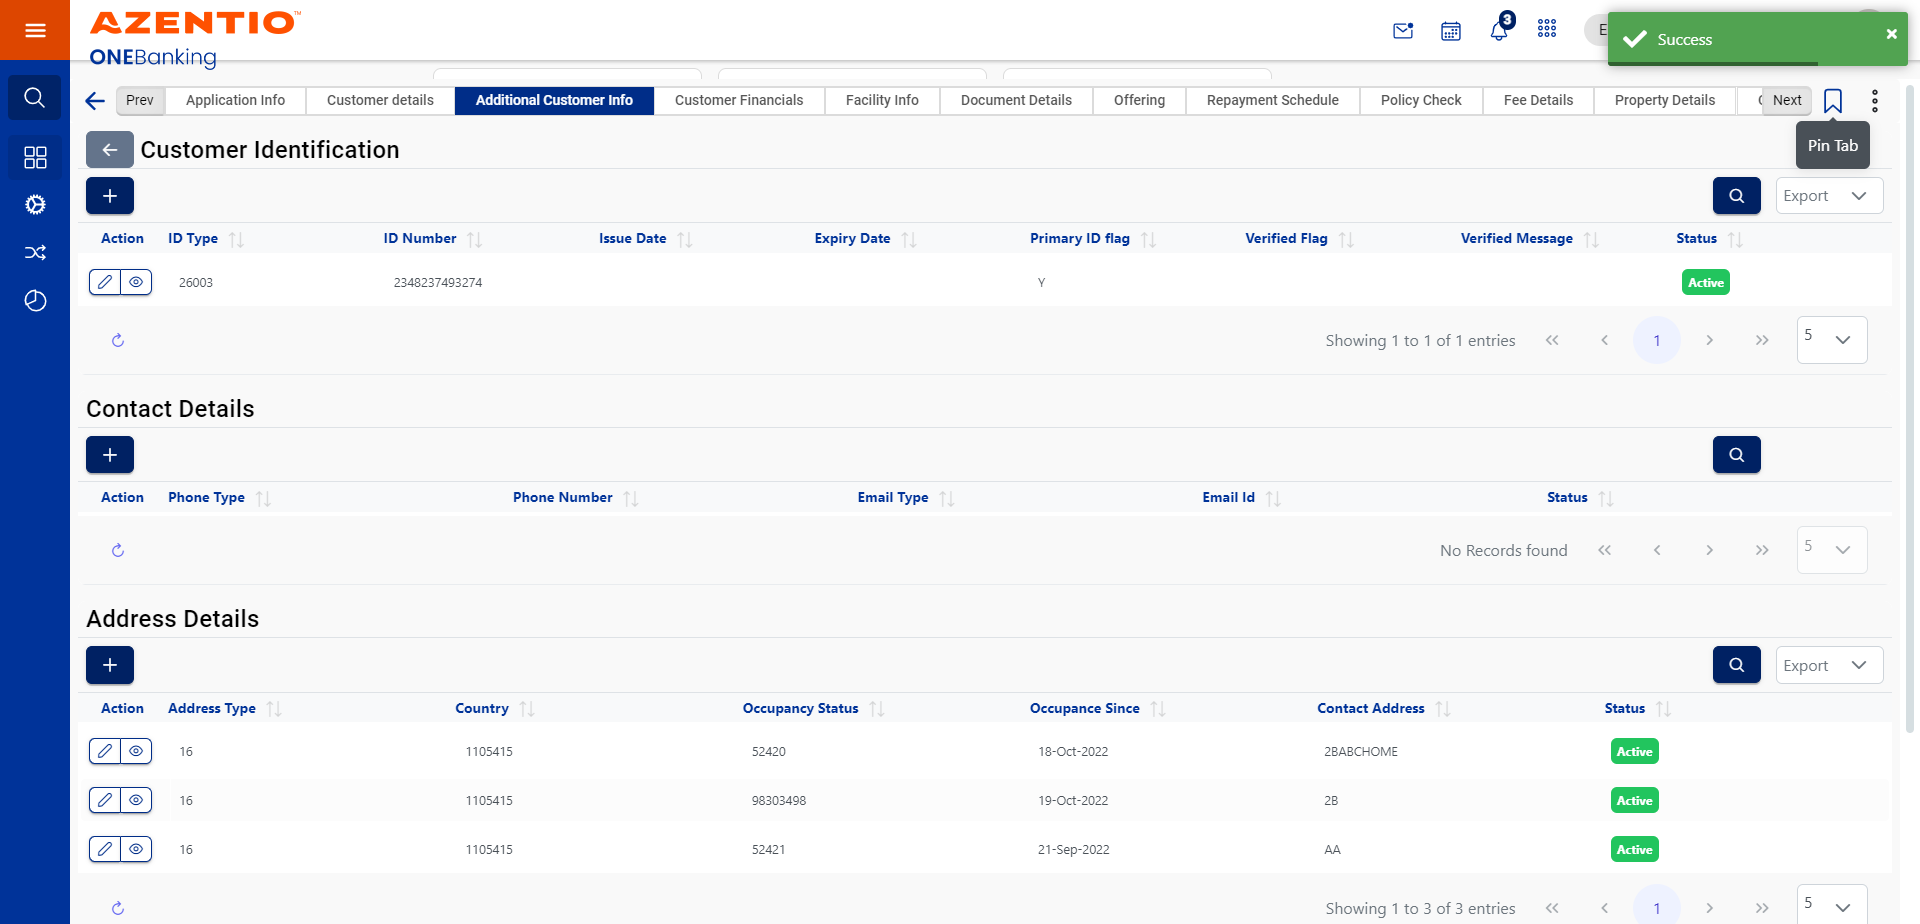 AZENTIO™
ONEBanking
3
E
Success
Prev
Application Info
Customer details
Additional Customer Info
Customer Financials
Facility Info
Document Details
Offering
Repayment Schedule
Policy Check
Fee Details
Property Details
Next
Pin Tab
Customer Identification
Export
Action ID Type ID Number Issue Date Expiry Date Primary ID flag Verified Flag Verified Message Status
26003 2348237493274 Y Active
Showing 1 to 1 of 1 entries 1 5
Contact Details
Action Phone Type Phone Number Email Type Email Id Status
No Records found 5
Address Details
Export
Action Address Type Country Occupancy Status Occupance Since Contact Address Status
16 1105415 52420 18-Oct-2022 2BABCHOME Active
16 1105415 98303498 19-Oct-2022 2B Active
16 1105415 52421 21-Sep-2022 AA Active
Showing 1 to 3 of 3 entries 1 5